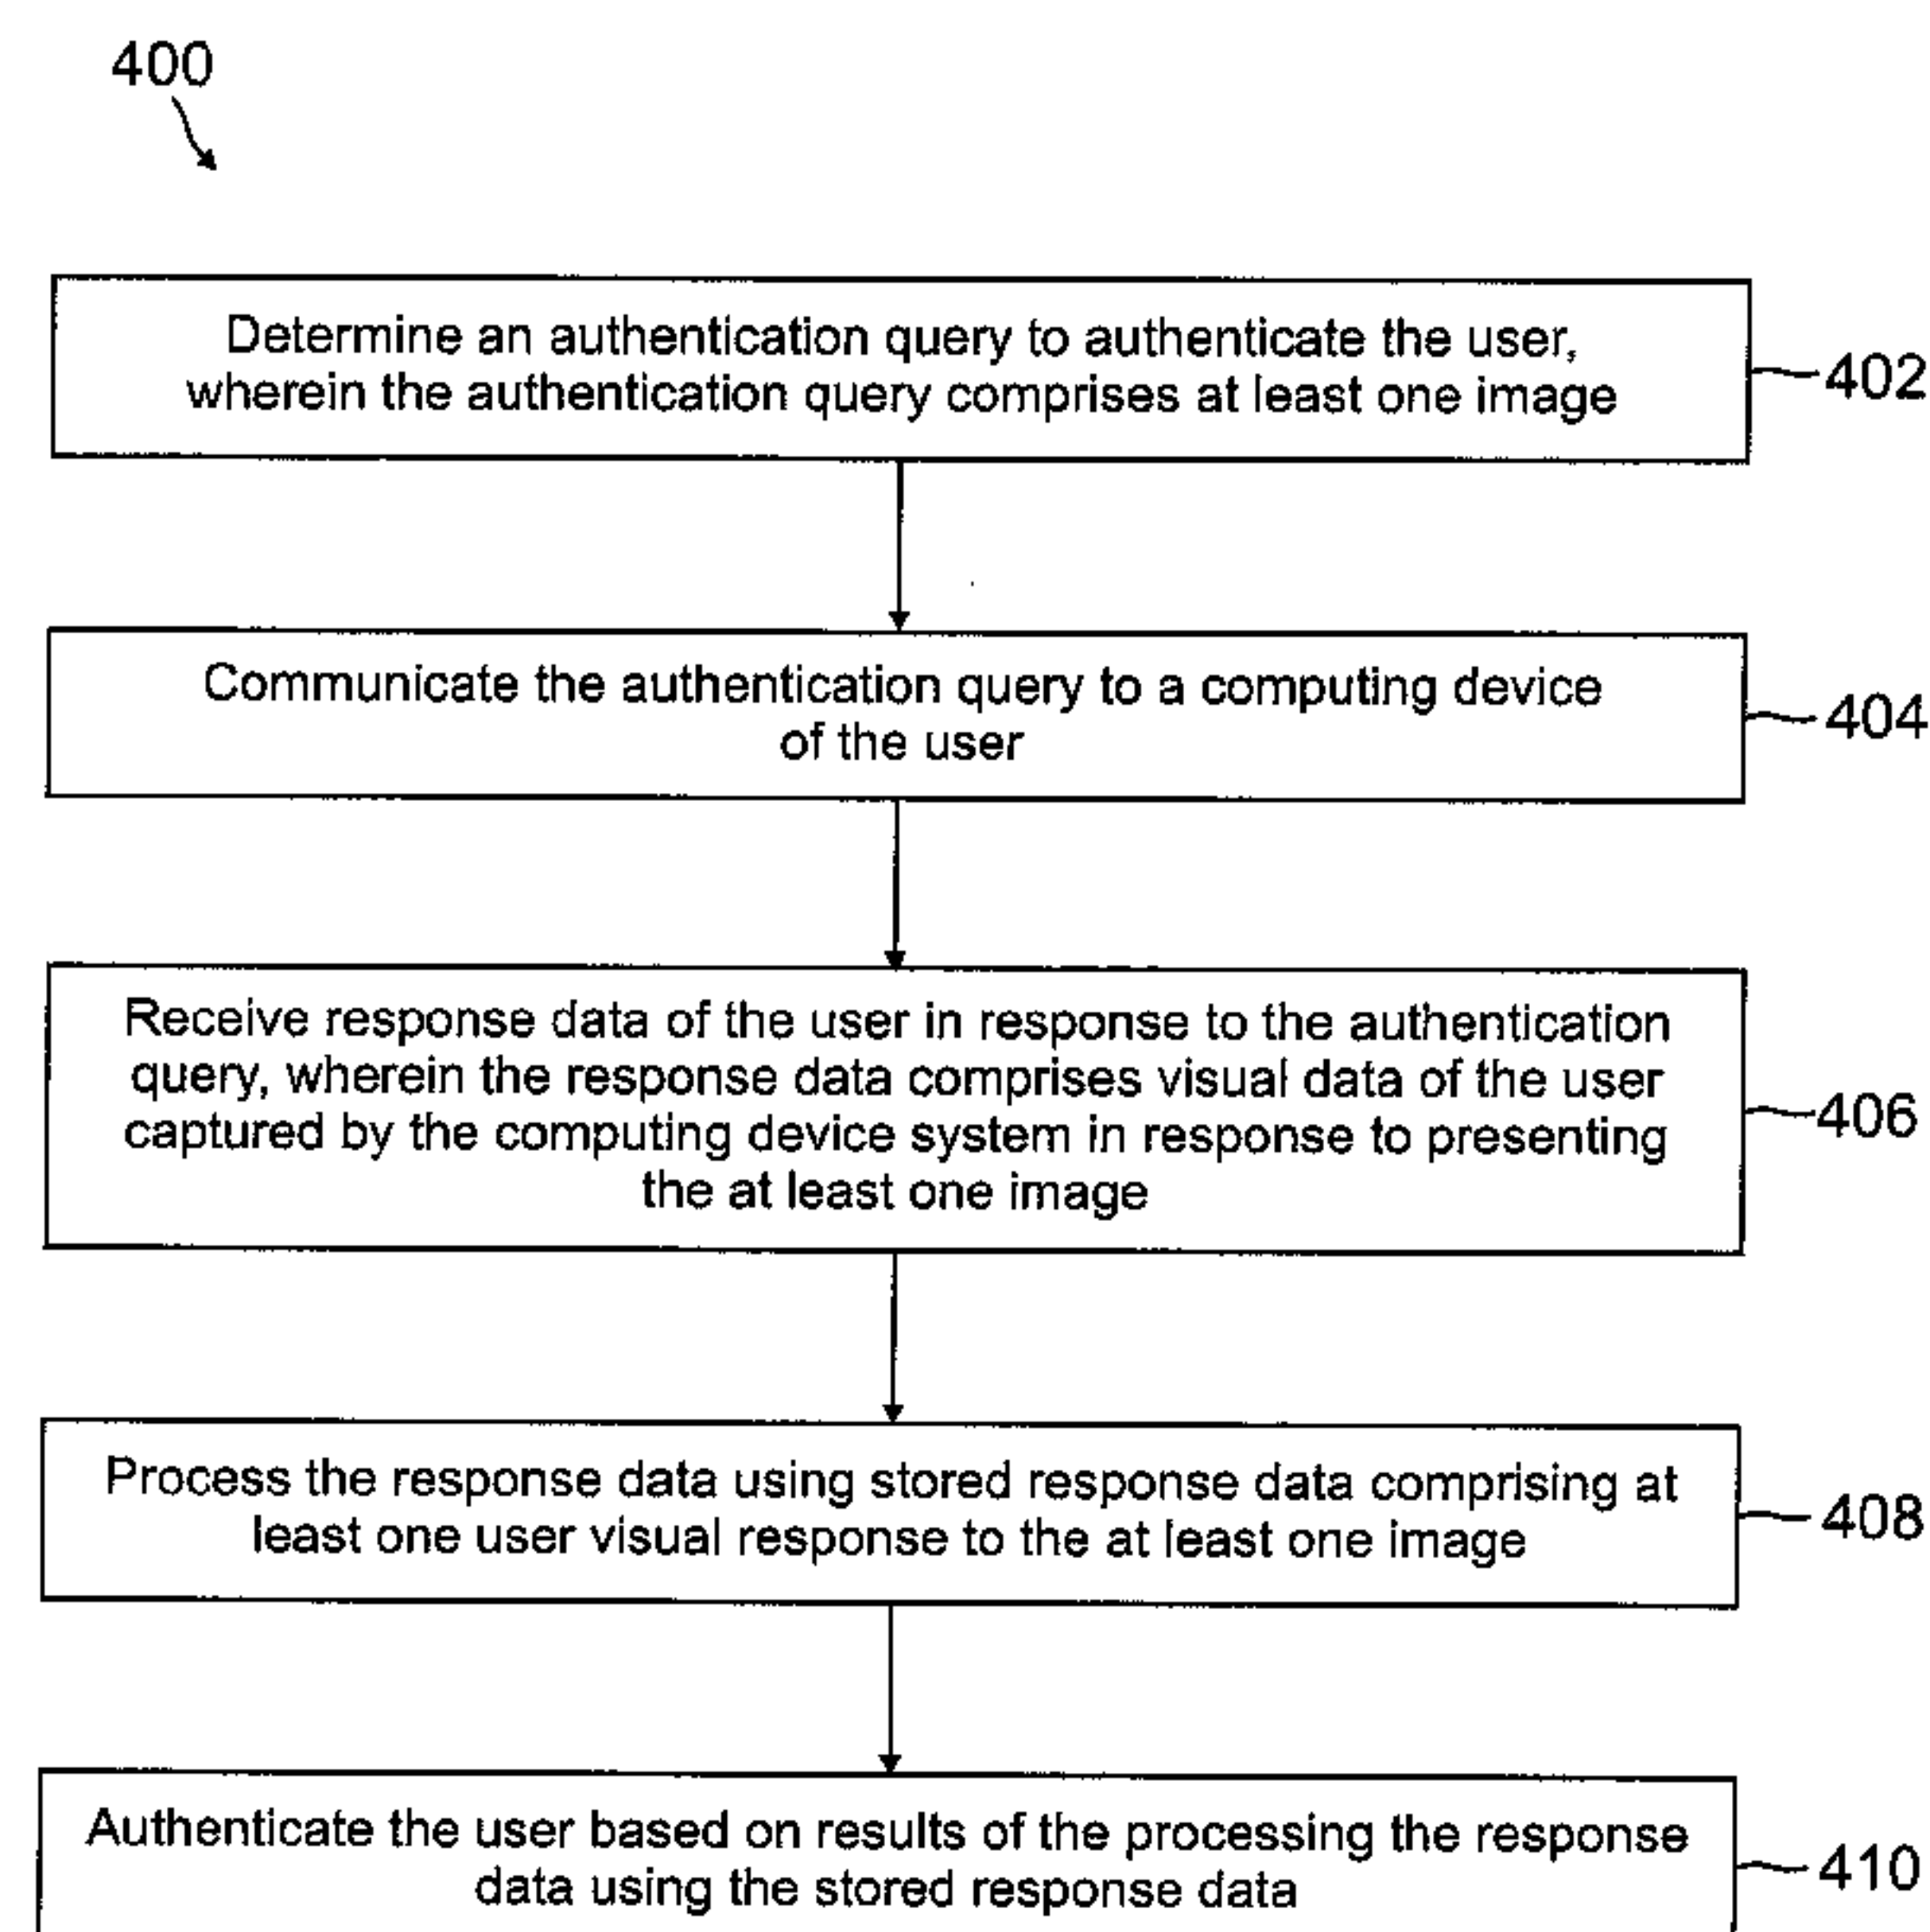 400
Determine an authentication query to authenticate the user,
wherein the authentication query comprises at least one image
402
Communicate the authentication query to a computing device
of the user
404
Receive response data of the user in response to the authentication
query, wherein the response data comprises visual data of the user
captured by the computing device system in response to presenting
the at least one image
406
Process the response data using stored response data comprising at
least one user visual response to the at least one image
408
Authenticate the user based on results of the processing the response
data using the stored response data
410